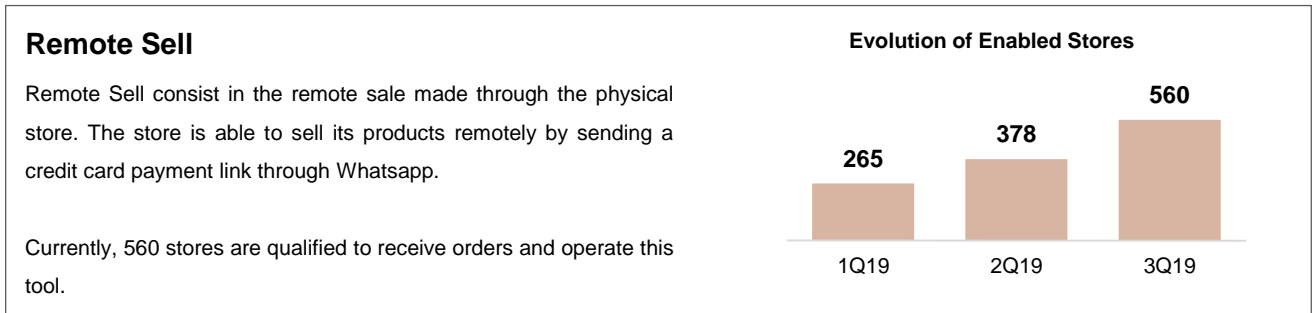 Remote Sell
Remote Sell consist in the remote sale made through the physical
store. The store is able to sell its products remotely by sending a
credit card payment link through Whatsapp.
Currently, 560 stores are qualified to receive orders and operate this
tool.
Evolution of Enabled Stores
265
378
560
1Q19
2Q19
3Q19